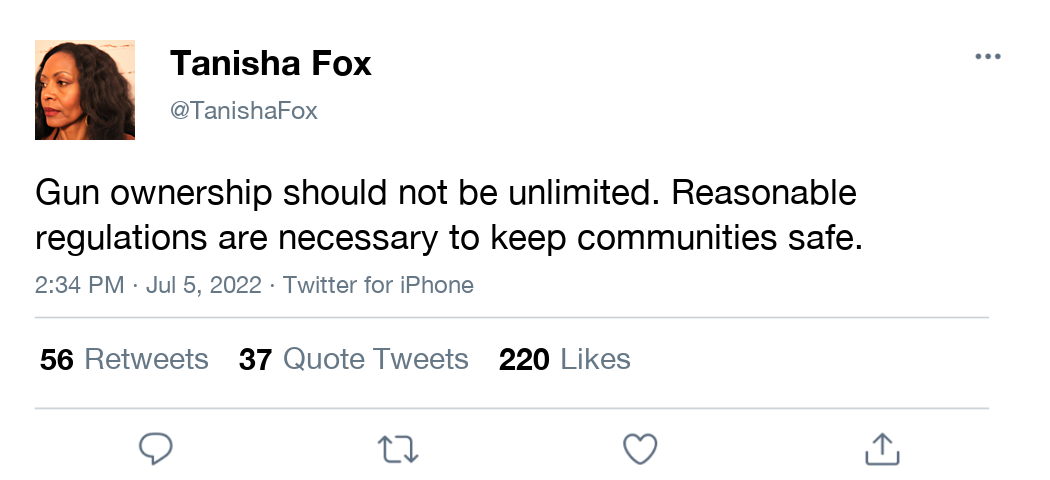 Tanisha Fox
@TanishaFox
Gun ownership should not be unlimited. Reasonable
regulations are necessary to keep communities safe.
2:34 PM · Jul 5, 2022 · Twitter for iPhone
56 Retweets 37 Quote Tweets 220 Likes